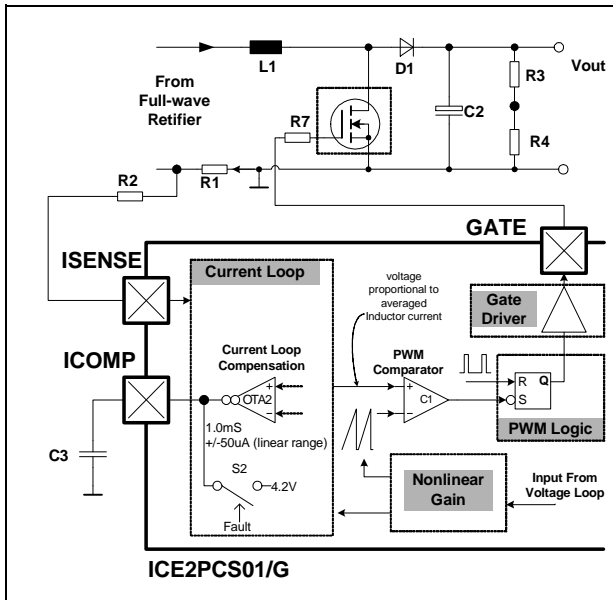 L1
D1
R3
Vout
From
Full-wave
Retifier
R7
C2
R4
R2
R1
GATE
ISENSE
Current Loop
voltage
proportional to
averaged
Inductor current
Gate
Driver
ICOMP
Current Loop
Compensation
PWM
Comparator
+
-
OTA2
+
-
C1
R
Q
S
1.0mS
+/-50uA (linear range)
PWM Logic
C3
S2
4.2V
Fault
Nonlinear
Gain
Input From
Voltage Loop
ICE2PCS01/G